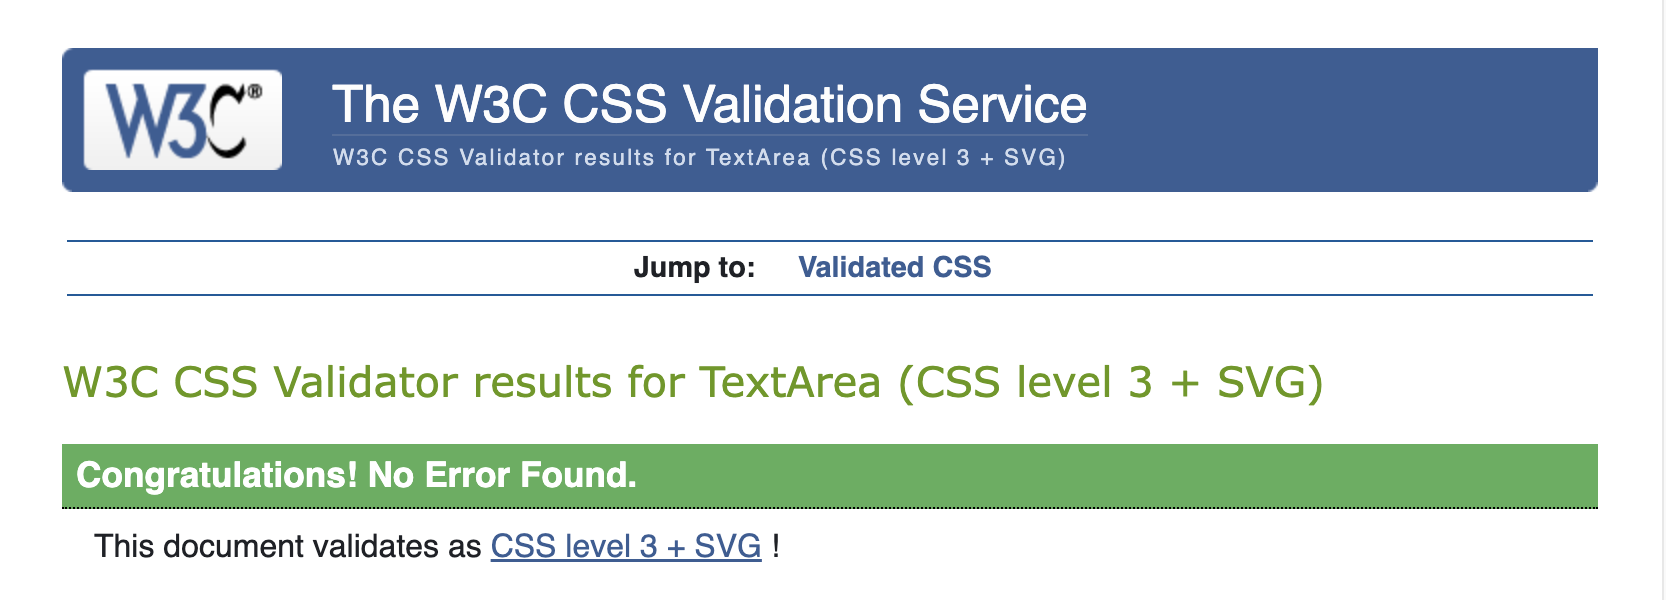 W3C®
The W3C CSS Validation Service
W3C CSS Validator results for TextArea (CSS level 3 + SVG)
Jump to: Validated CSS
W3C CSS Validator results for TextArea (CSS level 3 + SVG)
Congratulations! No Error Found.
This document validates as CSS level 3 + SVG !